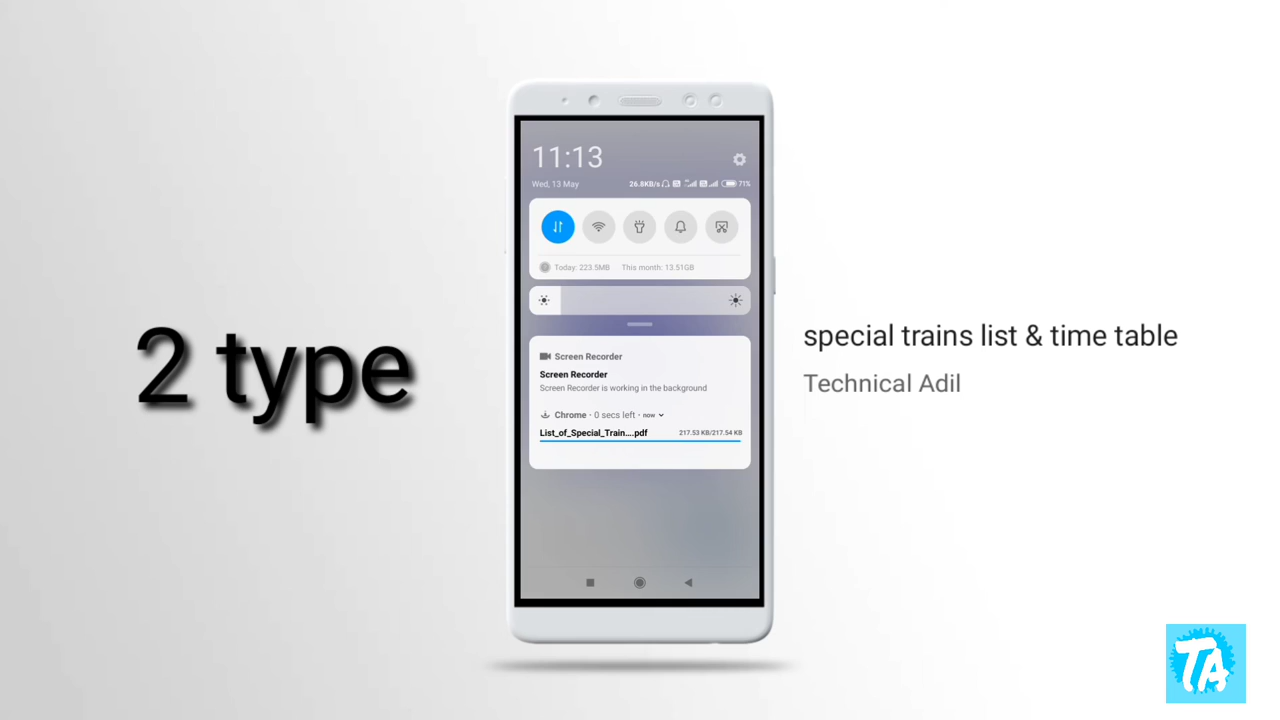 2 type
11:13
Wed, 13 May
26.8KB/s
71%
Today: 223.5MB This month: 13.51GB
Screen Recorder
Screen Recorder
Screen Recorder is working in the background
Chrome · 0 secs left · now
List_of_Special_Train....pdf 217.53 KB/217.54 KB
special trains list & time table
Technical Adil
TA